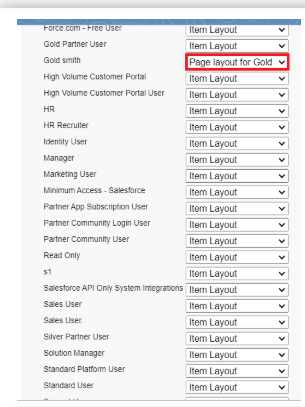 Force.com - Free User Item Layout
Gold Partner User Item Layout
Gold smith Page layout for Gold
High Volume Customer Portal Item Layout
High Volume Customer Portal User Item Layout
HR Item Layout
HR Recruiter Item Layout
Identity User Item Layout
Manager Item Layout
Marketing User Item Layout
Minimum Access - Salesforce Item Layout
Partner App Subscription User Item Layout
Partner Community Login User Item Layout
Partner Community User Item Layout
Read Only Item Layout
s1 Item Layout
Salesforce API Only System Integrations Item Layout
Sales User Item Layout
Sales User Item Layout
Silver Partner User Item Layout
Solution Manager Item Layout
Standard Platform User Item Layout
Standard User Item Layout